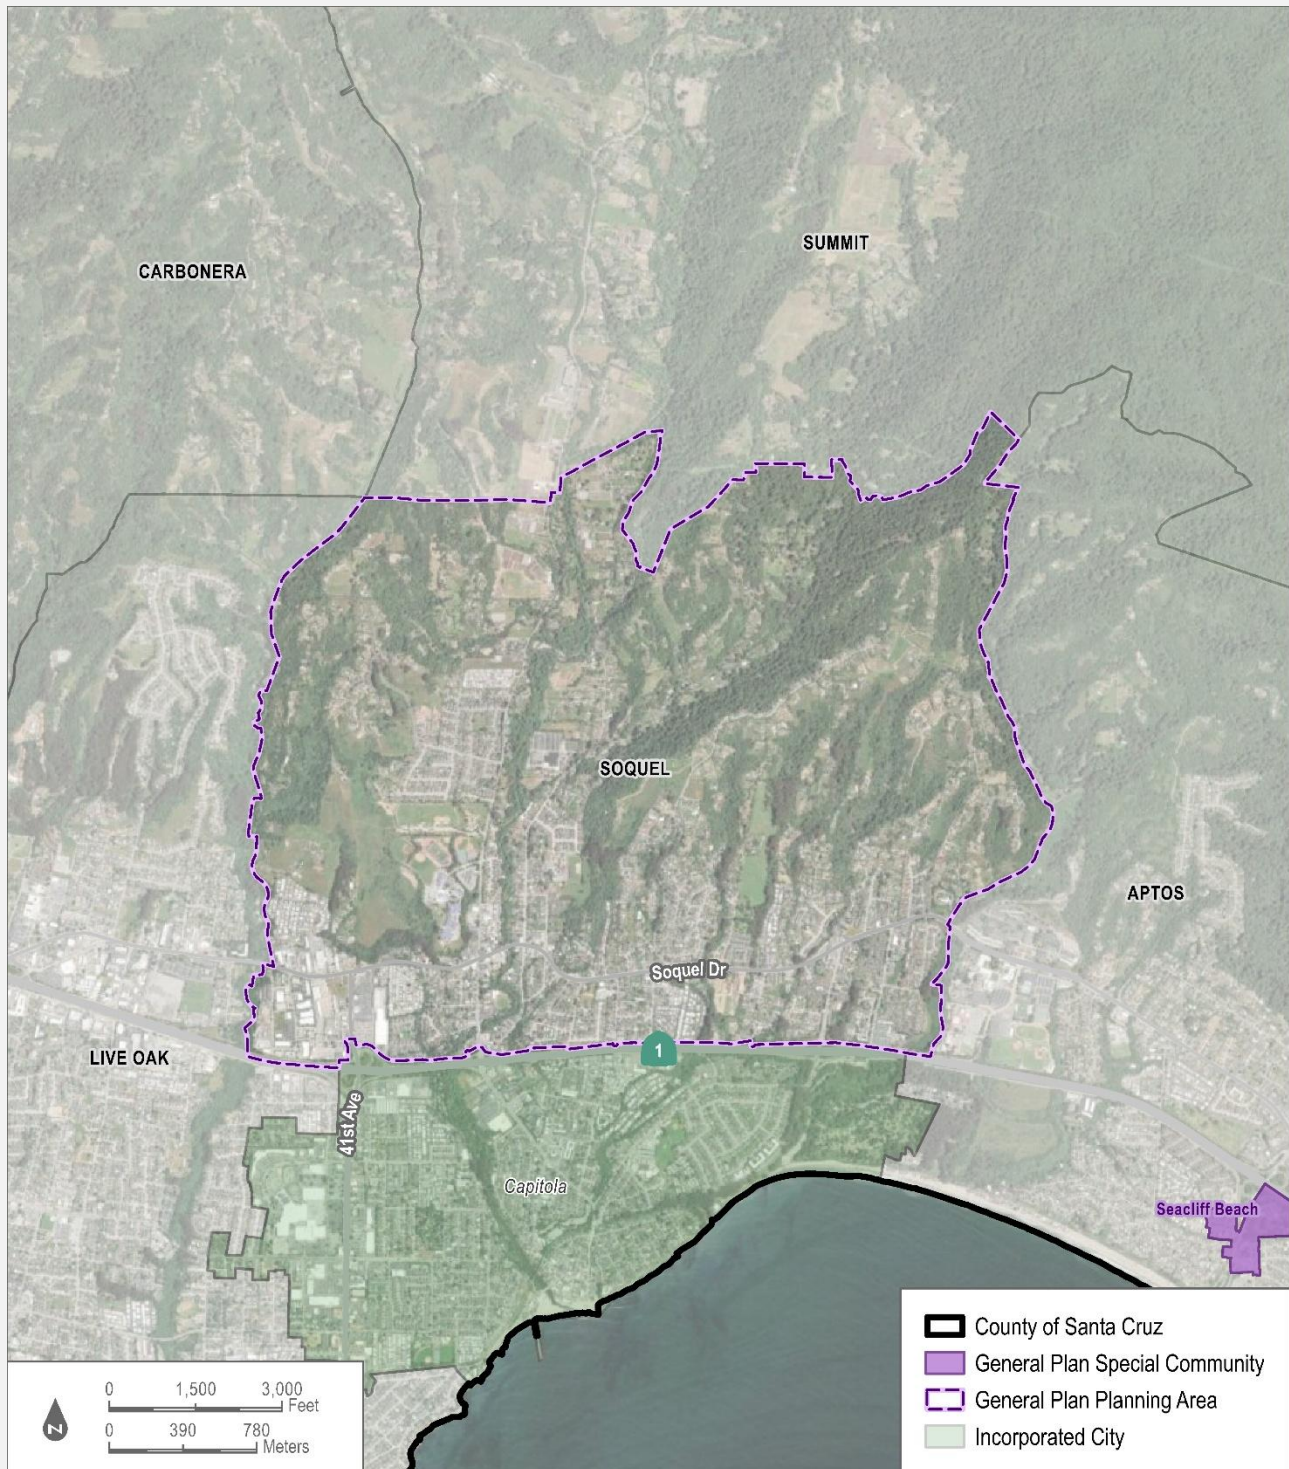 SUMMIT
CARBONERA
SOQUEL
APTOS
Soquel Dr
1
LIVE OAK
41st Ave
Capitola
Seacliff Beach
County of Santa Cruz
General Plan Special Community
General Plan Planning Area
Incorporated City
0 1,500 3,000
Feet
0 390 780
Meters
N